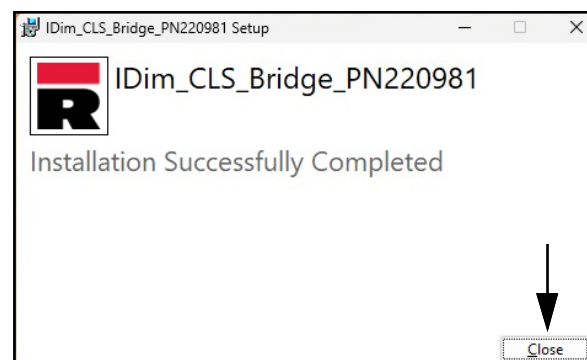 IDim_CLS_Bridge_PN220981 Setup
R
IDim_CLS_Bridge_PN220981
Installation Successfully Completed
Close